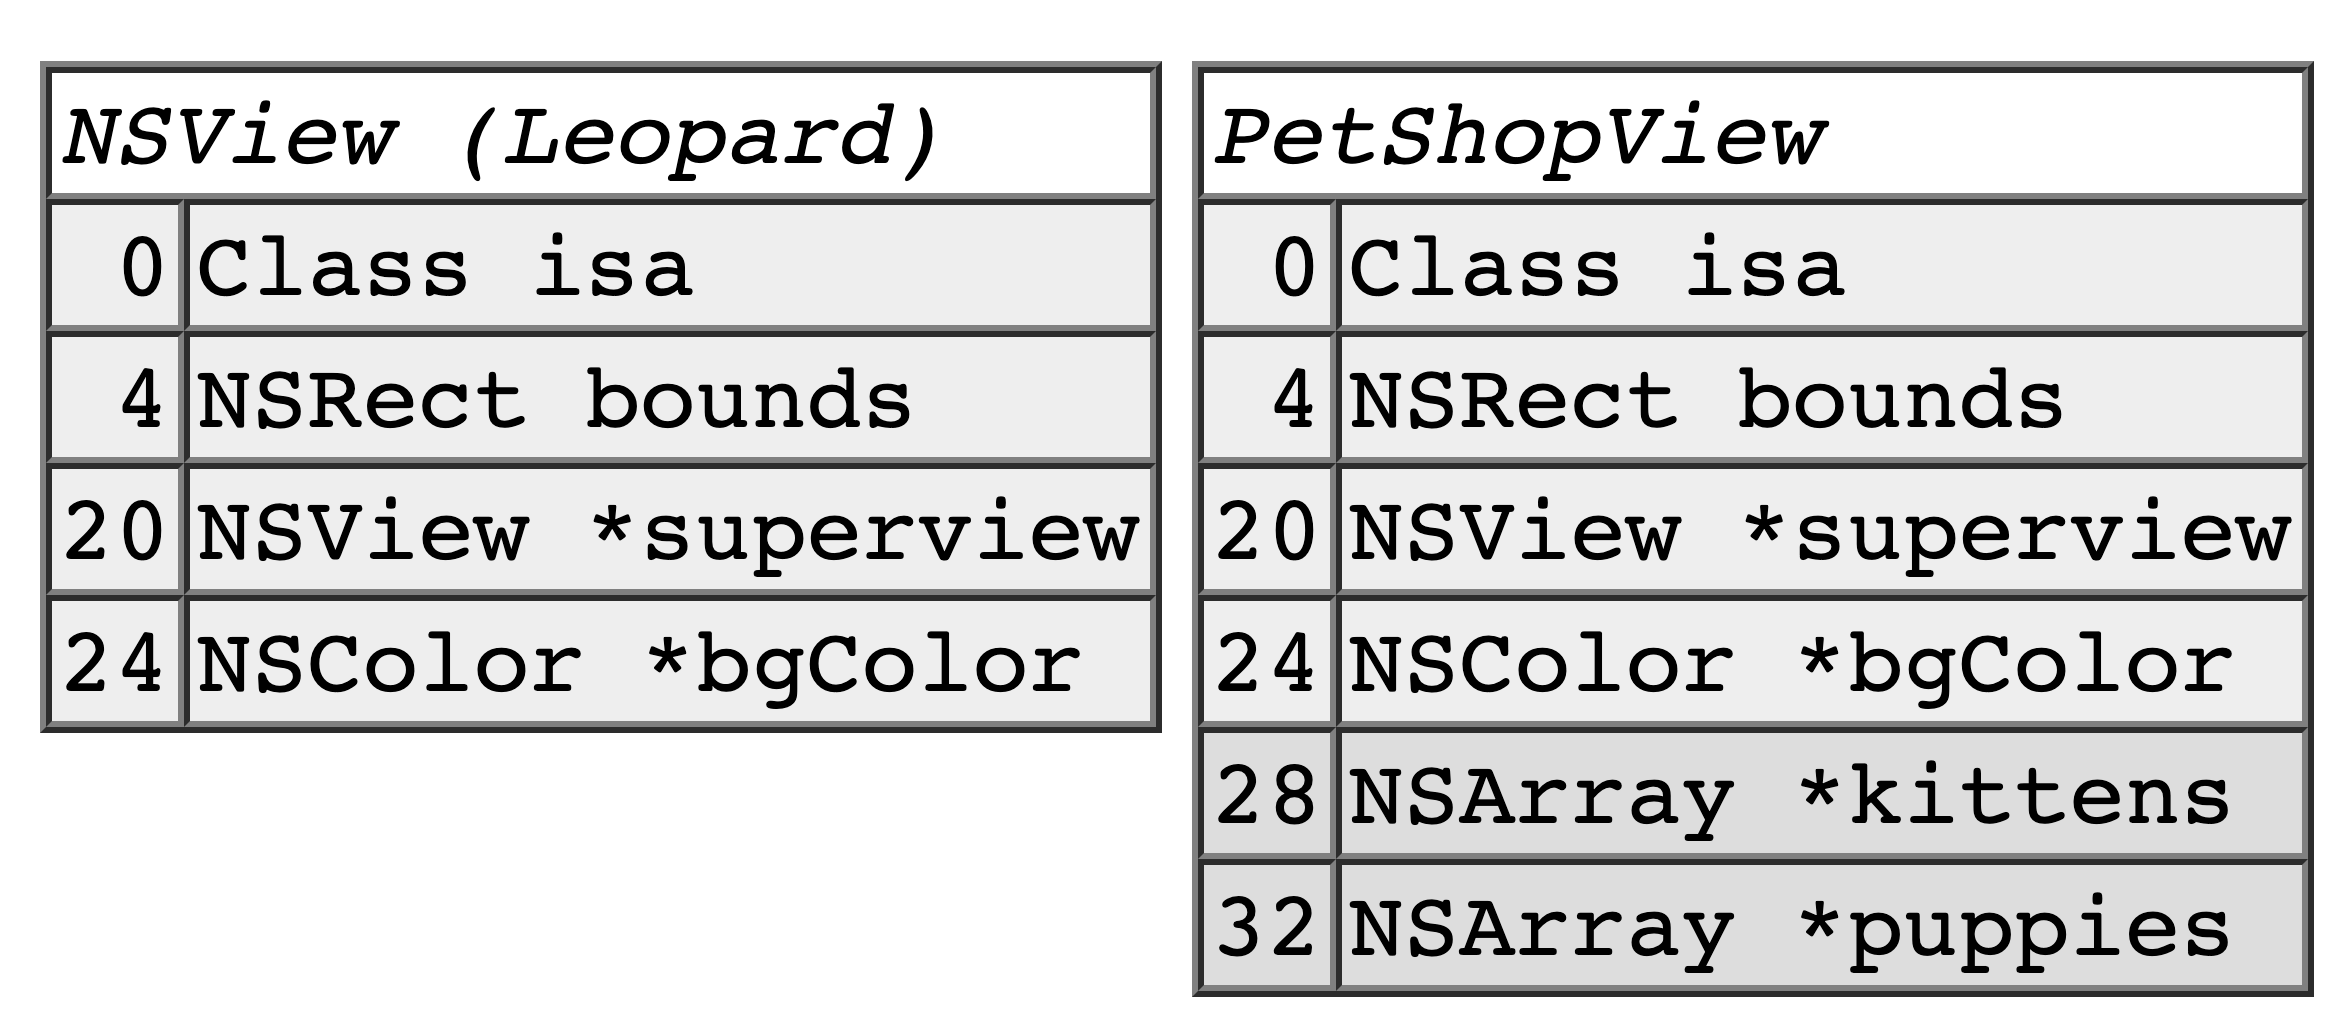 NSView (Leopard)
0 Class isa
4 NSRect bounds
20 NSView *superview
24 NSColor *bgColor
PetShopView
0 Class isa
4 NSRect bounds
20 NSView *superview
24 NSColor *bgColor
28 NSArray *kittens
32 NSArray *puppies